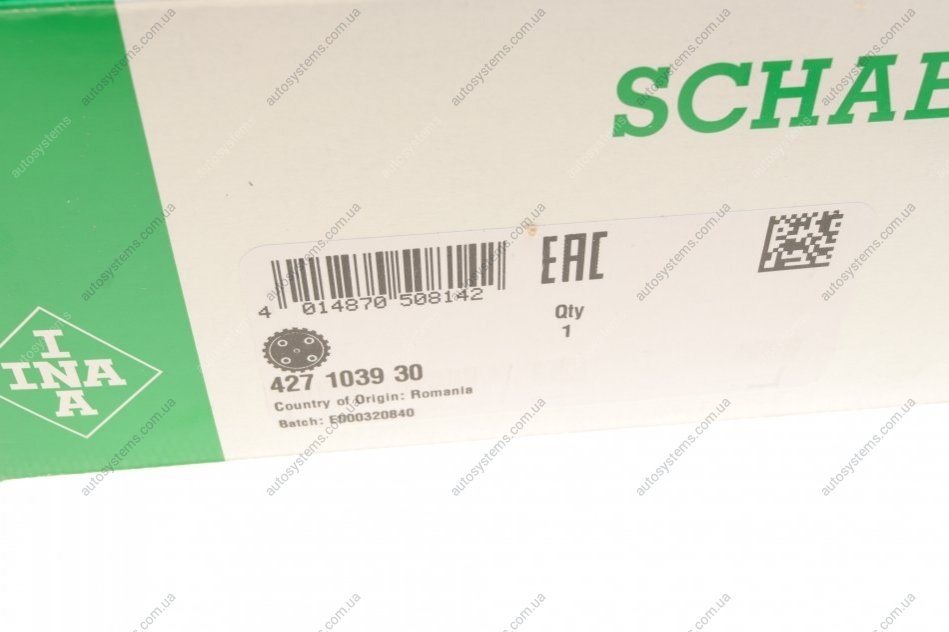 SCHAE
EAC
4 014870 508142
Qty
1
427 1039 30
Country of Origin: Romania
Batch: E000320840
I
INA
A
autosystems.com.ua